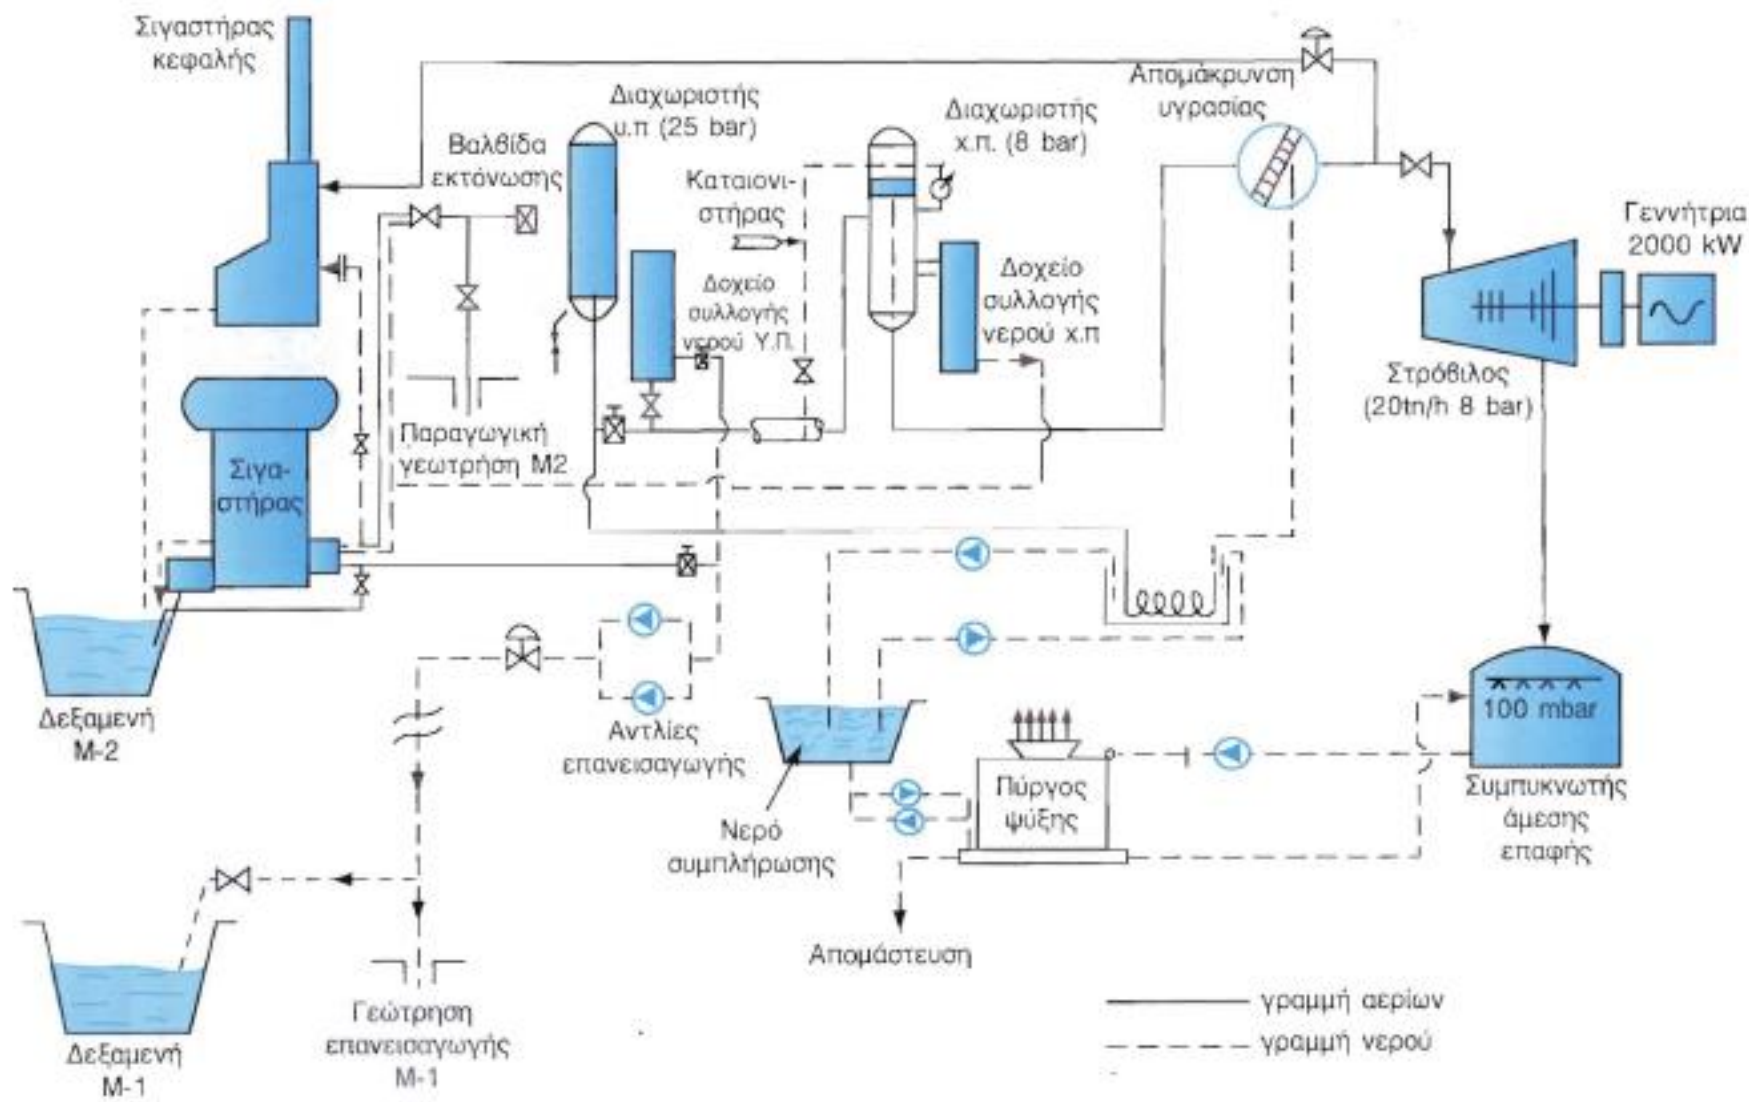 Σιγαστήρας
κεφαλής
Διαχωριστής
υ.π (25 bar)
Βαλβίδα
εκτόνωσης
Καταιονι-
στήρας
Διαχωριστής
χ.π. (8 bar)
Απομάκρυνση
υγρασίας
Γεννήτρια
2000 kW
Δοχείο
συλλογής
νερού Υ.Π.
Δοχείο
συλλογής
νερού χ.π
Στρόβιλος
(20tn/h 8 bar)
Παραγωγική
γεωτρήση M2
Σιγα-
στήρας
Δεξαμενή
M-2
Αντλίες
επανεισαγωγής
100 mbar
Συμπυκνωτής
άμεσης
επαφής
Πύργος
ψύξης
Νερό
συμπλήρωσης
Απομάστευση
Δεξαμενή
M-1
Γεώτρηση
επανεισαγωγής
M-1
γραμμή αερίων
γραμμή νερού